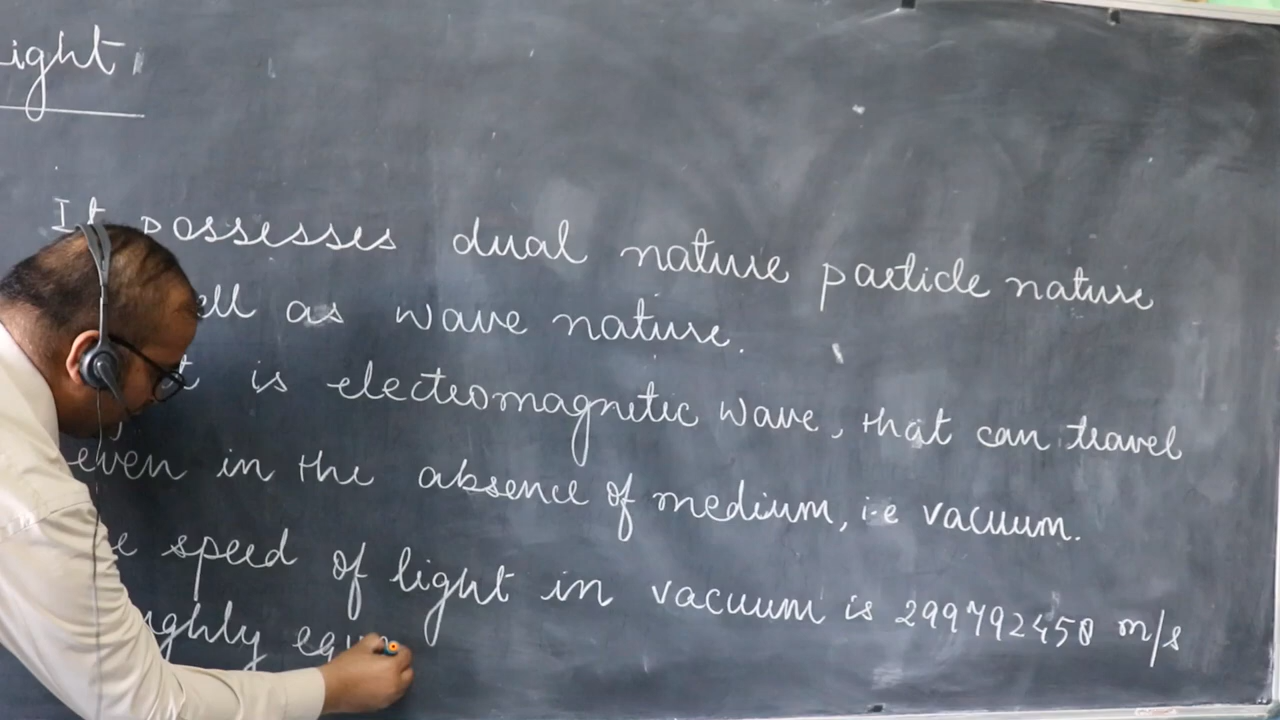 ight
It possesses dual nature particle nature
ell as wave nature.
t is electromagnetic wave, that can travel
even in the absence of medium, i.e vacuum.
e speed of light in vacuum is 299792458 m/s
ughly equ